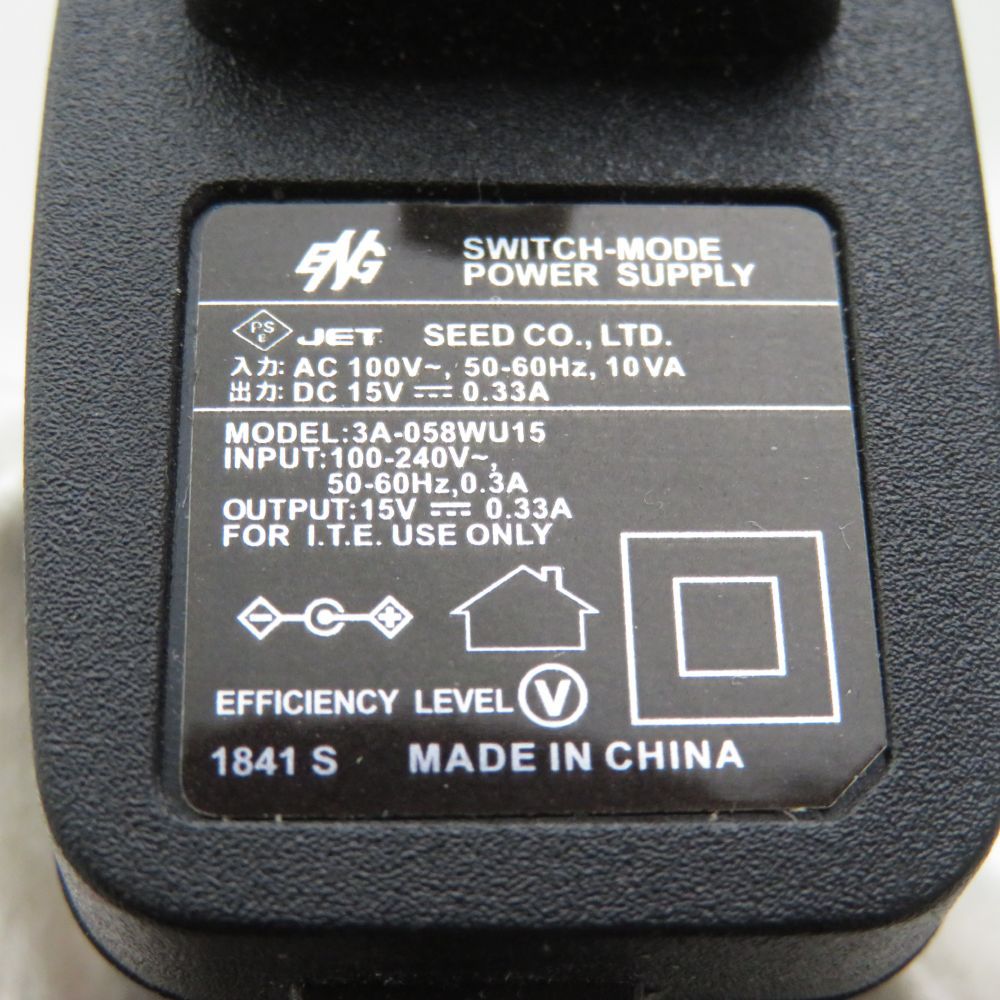 ENG
SWITCH-MODE
POWER SUPPLY
PS
E
JET SEED CO., LTD.
入力: AC 100V~, 50-60Hz, 10VA
出力: DC 15V ⎓ 0.33A
MODEL:3A-058WU15
INPUT:100-240V~,
50-60Hz,0.3A
OUTPUT:15V ⎓ 0.33A
FOR I.T.E. USE ONLY
EFFICIENCY LEVEL V
1841 S MADE IN CHINA